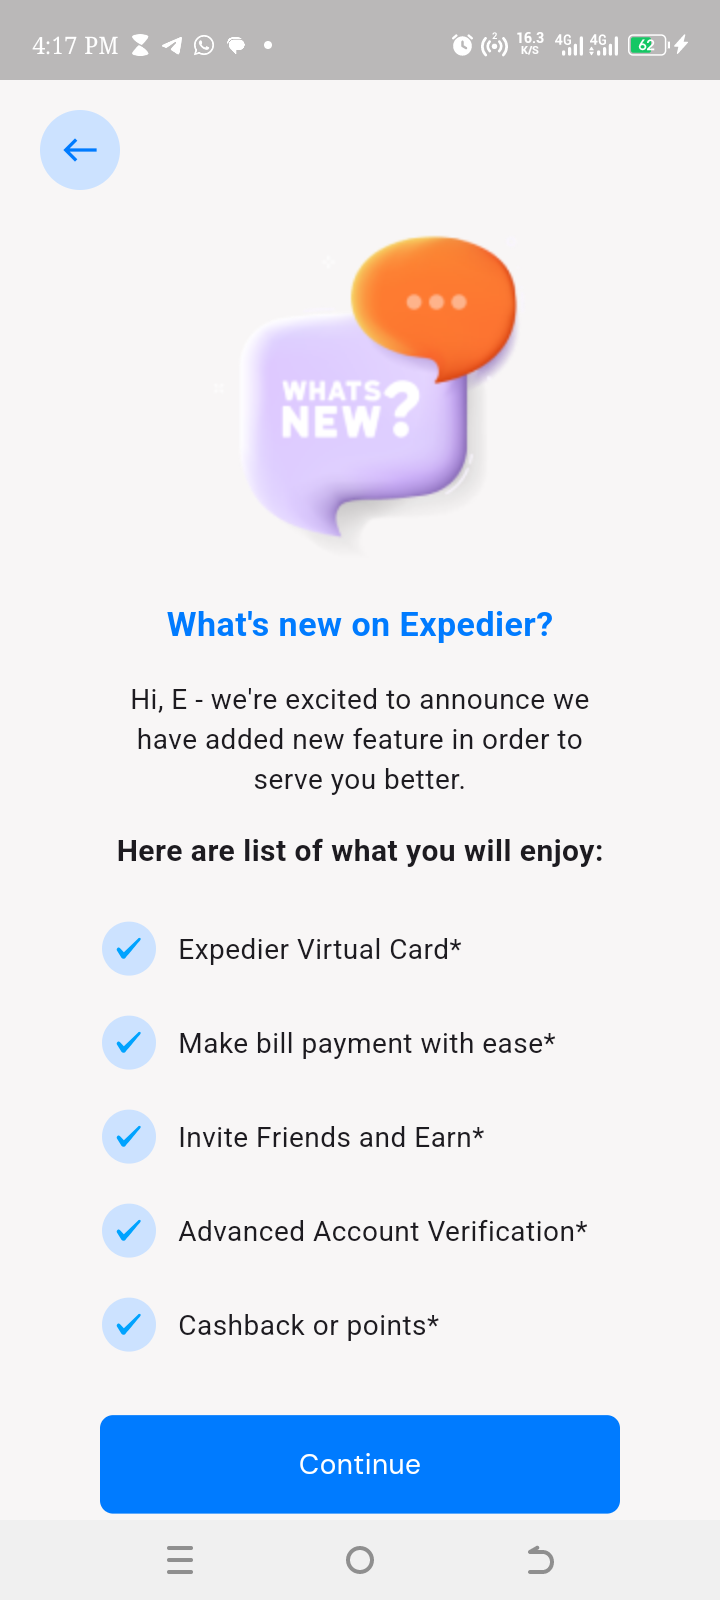 4:17 PM
2
16.3
K/S
4G
4G
62
WHATS
NEW?
What's new on Expedier?
Hi, E - we're excited to announce we
have added new feature in order to
serve you better.
Here are list of what you will enjoy:
Expedier Virtual Card*
Make bill payment with ease*
Invite Friends and Earn*
Advanced Account Verification*
Cashback or points*
Continue